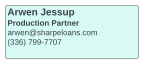 Arwen Jessup
Production Partner
arwen@sharpeloans.com
(336) 799-7707